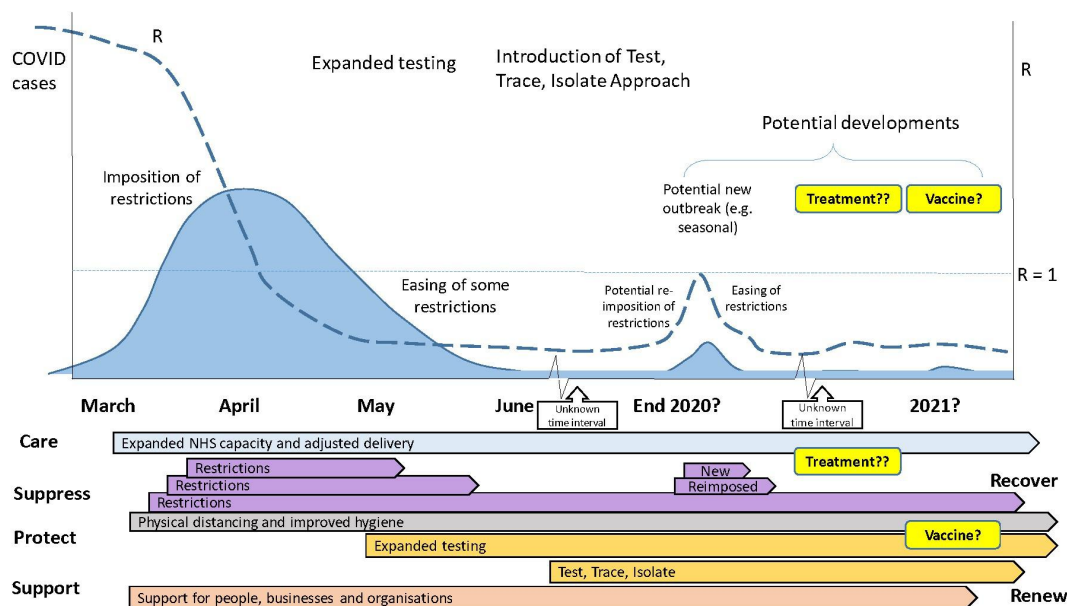 R
COVID
cases
Expanded testing
Introduction of Test,
Trace, Isolate Approach
R
Potential developments
Imposition of
restrictions
Potential new
outbreak (e.g.
seasonal)
Treatment??
Vaccine?
R = 1
Easing of some
restrictions
Potential re-
imposition of
restrictions
Easing of
restrictions
March
April
May
June
Unknown
time interval
End 2020?
Unknown
time interval
2021?
Care
Expanded NHS capacity and adjusted delivery
Treatment??
Suppress
Restrictions
Restrictions
Restrictions
New
Reimposed
Recover
Physical distancing and improved hygiene
Protect
Vaccine?
Expanded testing
Test, Trace, Isolate
Support
Support for people, businesses and organisations
Renew